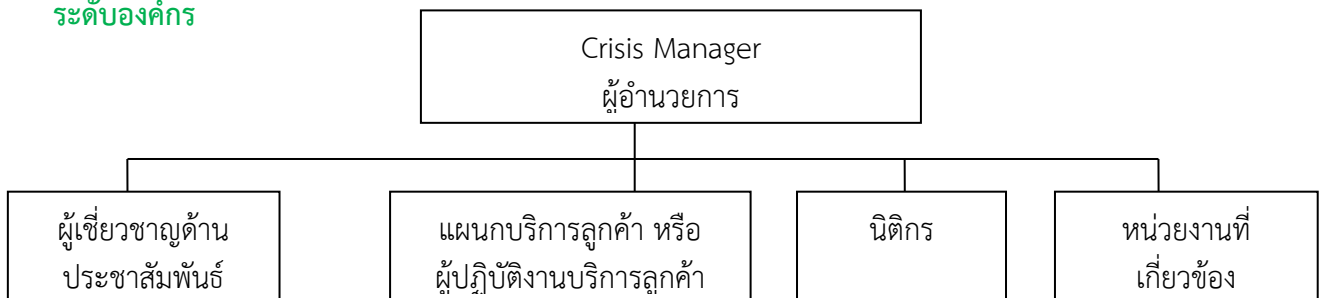 ระดับองค์กร
Crisis Manager
ผู้อำนวยการ
ผู้เชี่ยวชาญด้าน
ประชาสัมพันธ์
แผนกบริการลูกค้า หรือ
ผู้ปฏิบัติงานบริการลูกค้า
นิติกร
หน่วยงานที่
เกี่ยวข้อง